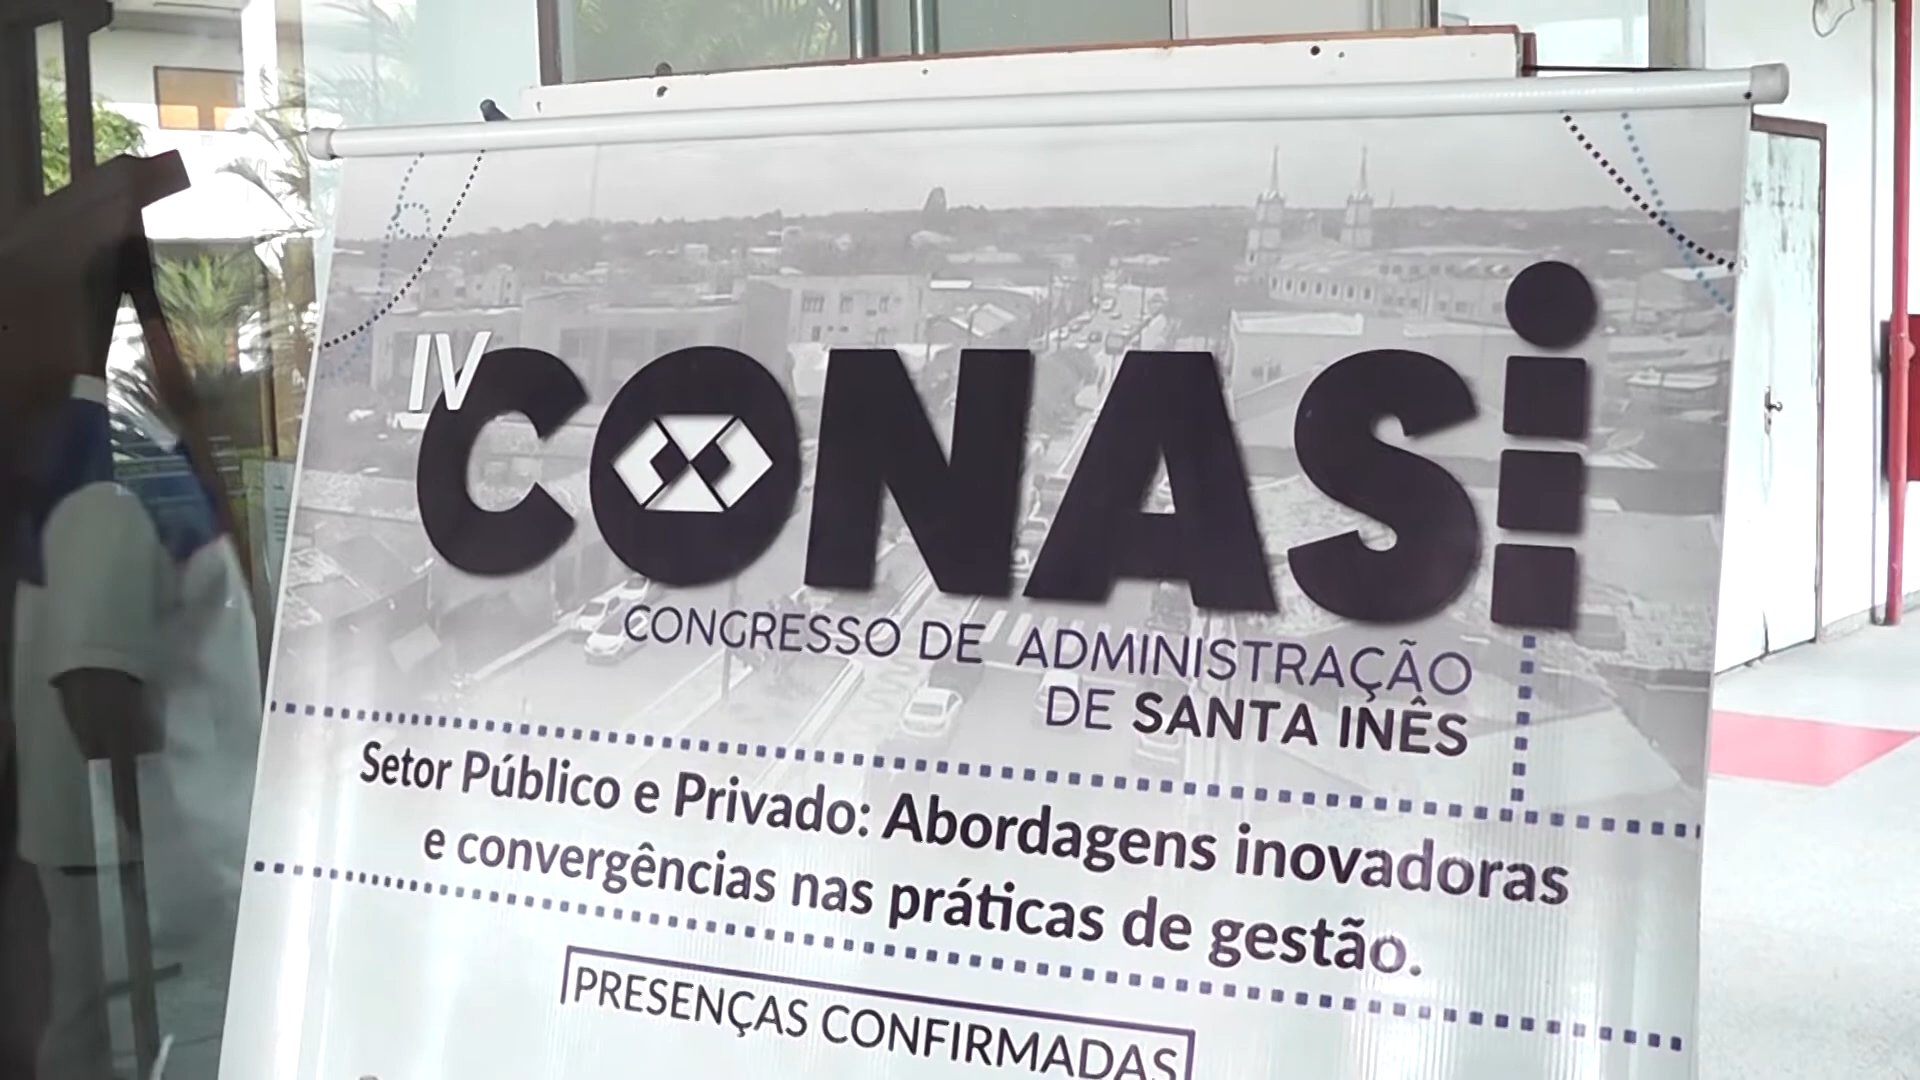 IV
CONASi
CONGRESSO DE ADMINISTRAÇÃO
DE SANTA INÊS
Setor Público e Privado: Abordagens inovadoras
e convergências nas práticas de gestão.
PRESENÇAS CONFIRMADAS